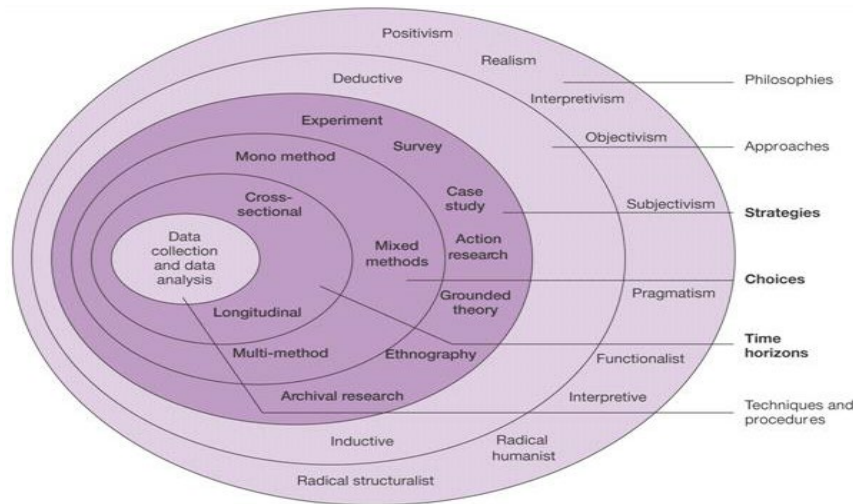 Positivism
Realism
Philosophies
Deductive
Interpretivism
Experiment
Objectivism
Survey
Approaches
Mono method
Case
study
Cross-
sectional
Subjectivism
Strategies
Data
collection
and data
analysis
Mixed
methods
Action
research
Choices
Grounded
theory
Pragmatism
Longitudinal
Time
horizons
Multi-method
Ethnography
Functionalist
Archival research
Interpretive
Techniques and
procedures
Inductive
Radical
humanist
Radical structuralist